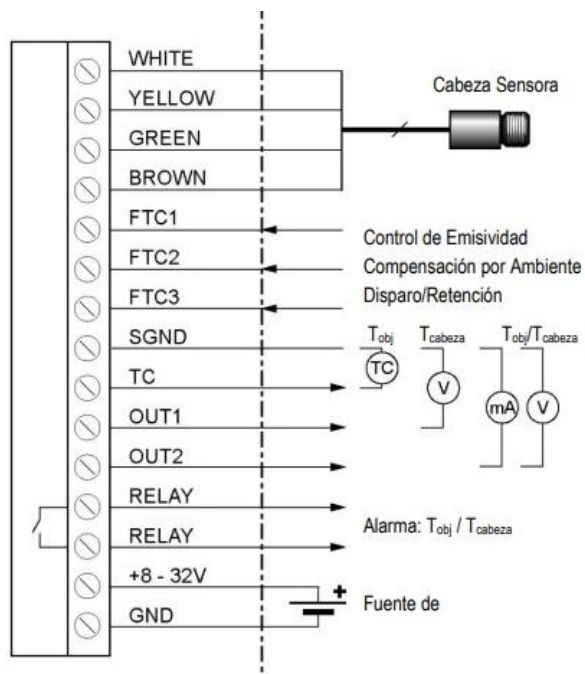 WHITE
YELLOW
GREEN
BROWN
Cabeza Sensora
FTC1
FTC2
FTC3
Control de Emisividad
Compensación por Ambiente
Disparo/Retención
SGND
TC
OUT1
OUT2
Tobj
Tcabeza
Tobj/Tcabeza
TC
V
mA
V
RELAY
RELAY
Alarma: Tobj / Tcabeza
+8 - 32V
GND
+
Fuente de